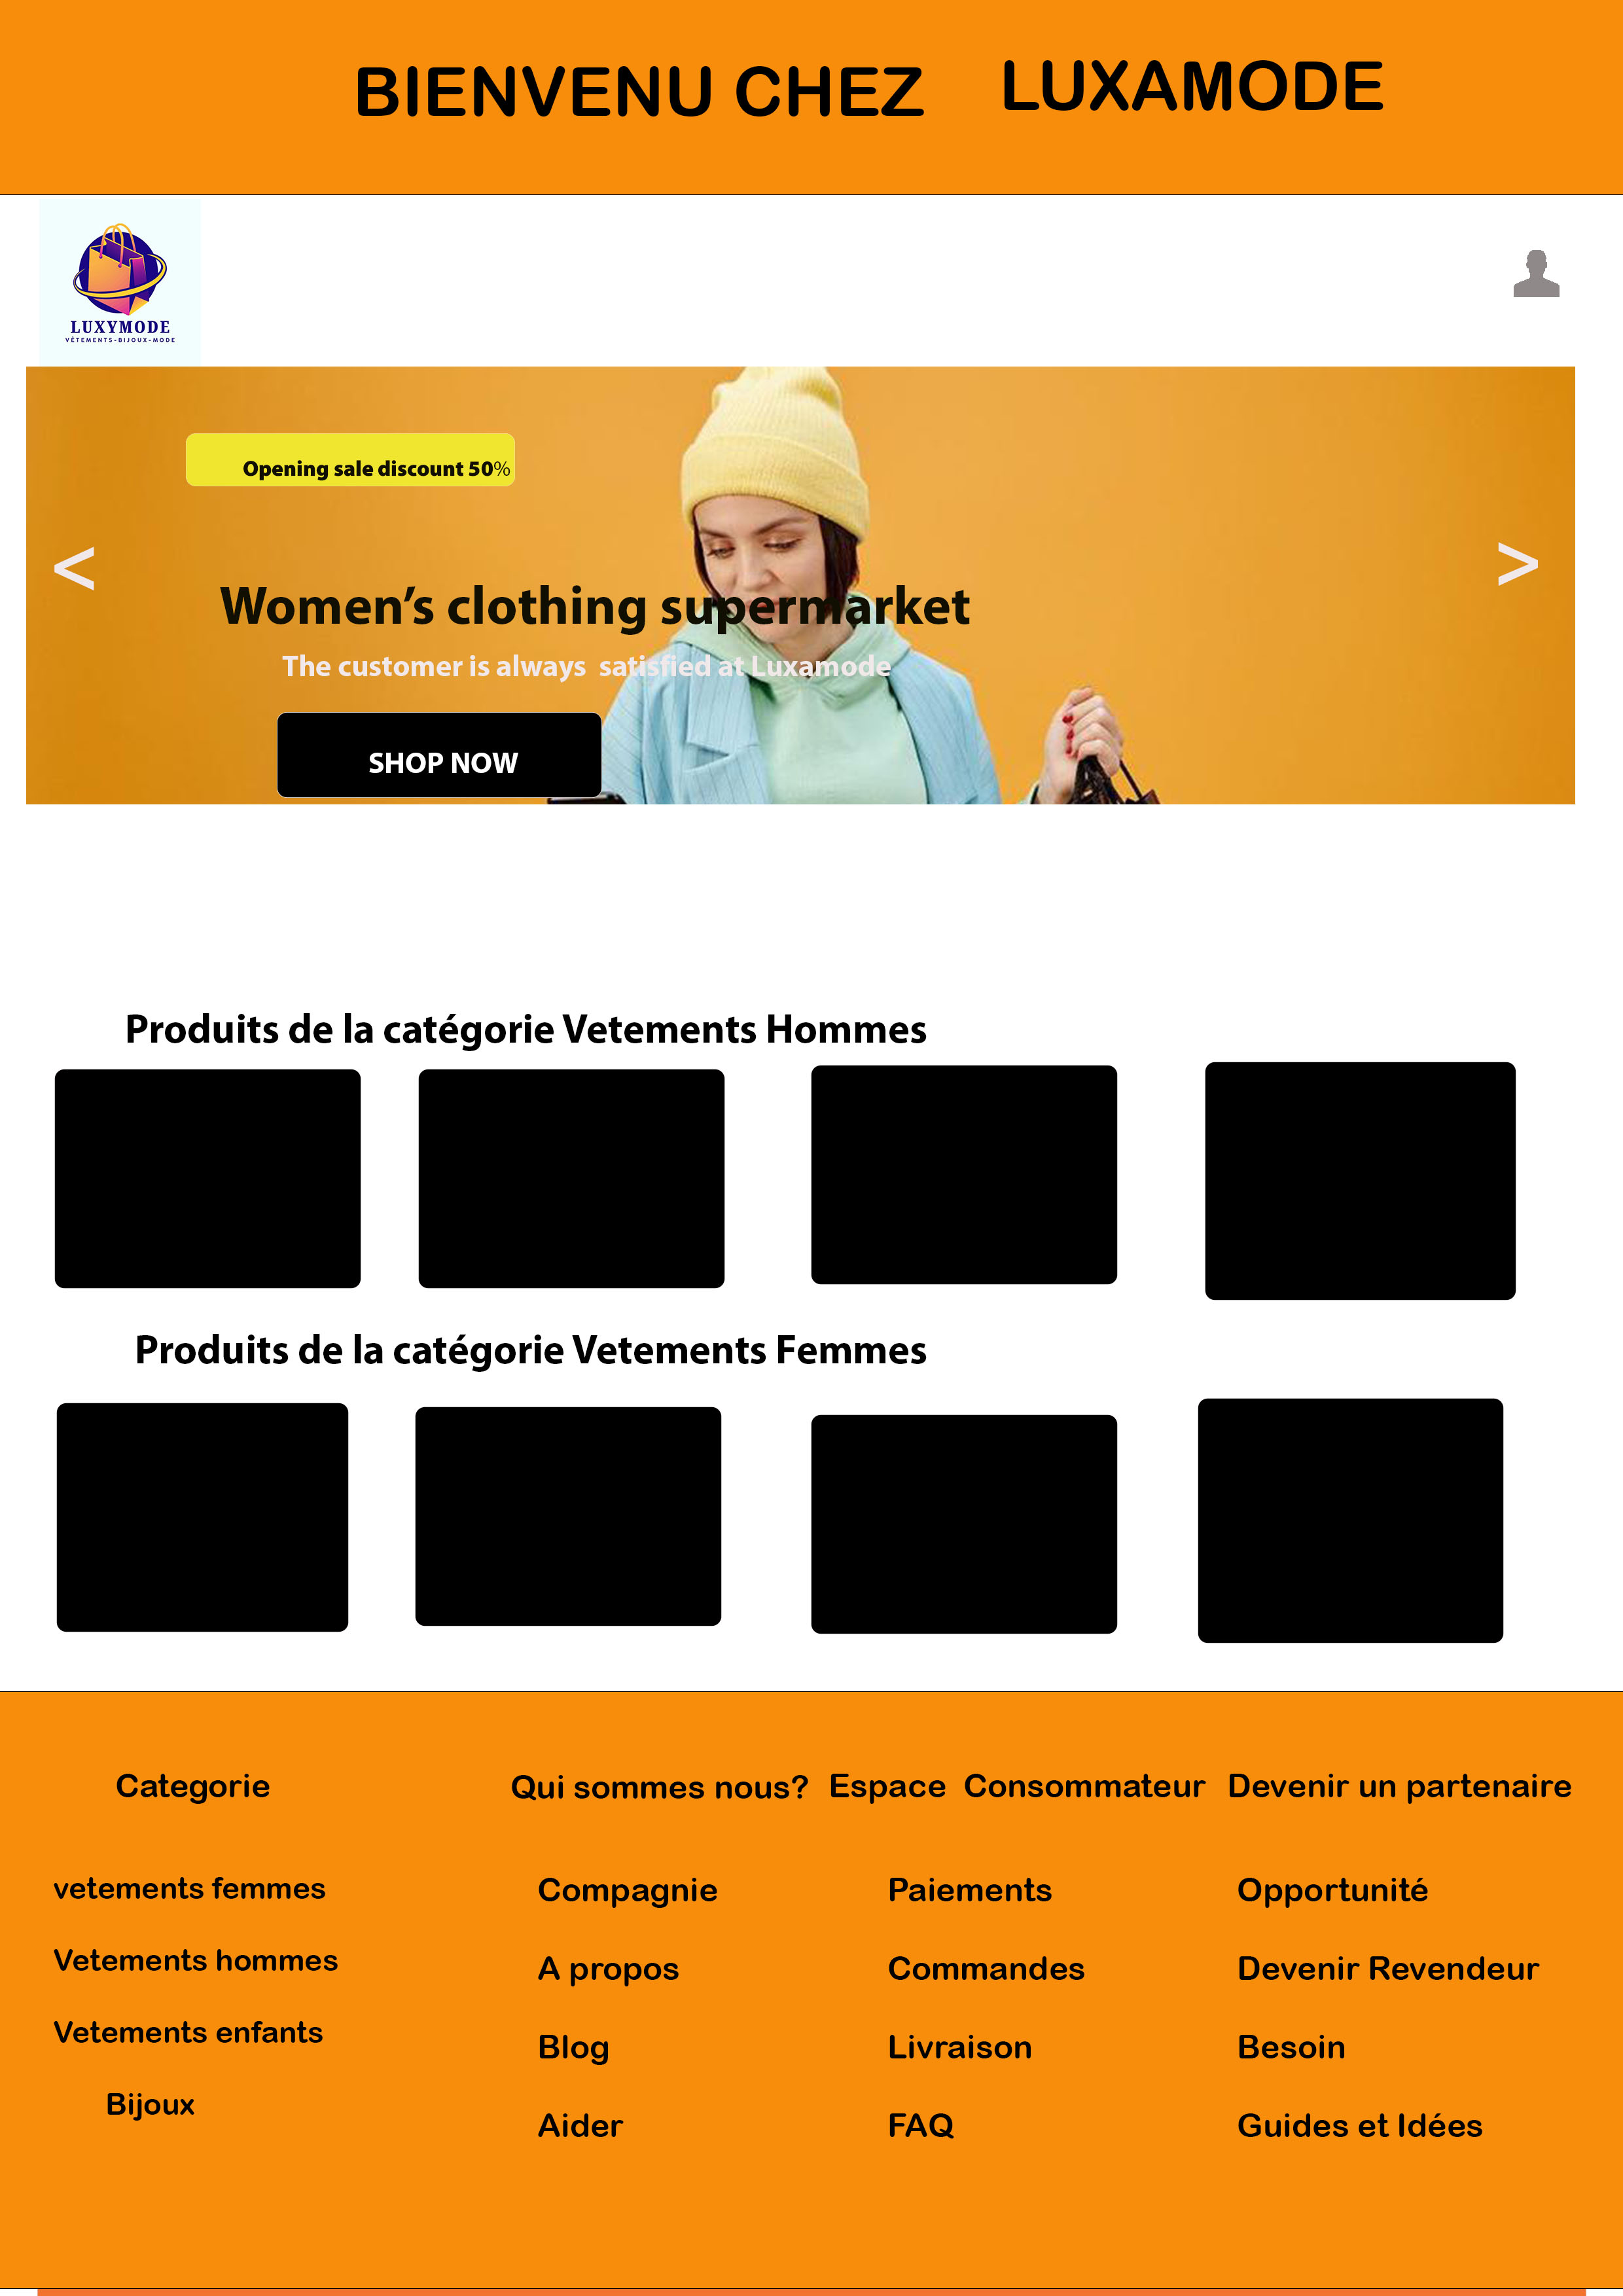 BIENVENU CHEZ LUXAMODE
LUXYMODE
VÊTEMENTS-BIJOUX-MODE
Opening sale discount 50%
<
>
Women’s clothing supermarket
The customer is always satisfied at Luxamode
SHOP NOW
Produits de la catégorie Vetements Hommes
Produits de la catégorie Vetements Femmes
Categorie
vetements femmes
Vetements hommes
Vetements enfants
Bijoux
Qui sommes nous?
Compagnie
A propos
Blog
Aider
Espace Consommateur
Paiements
Commandes
Livraison
FAQ
Devenir un partenaire
Opportunité
Devenir Revendeur
Besoin
Guides et Idées